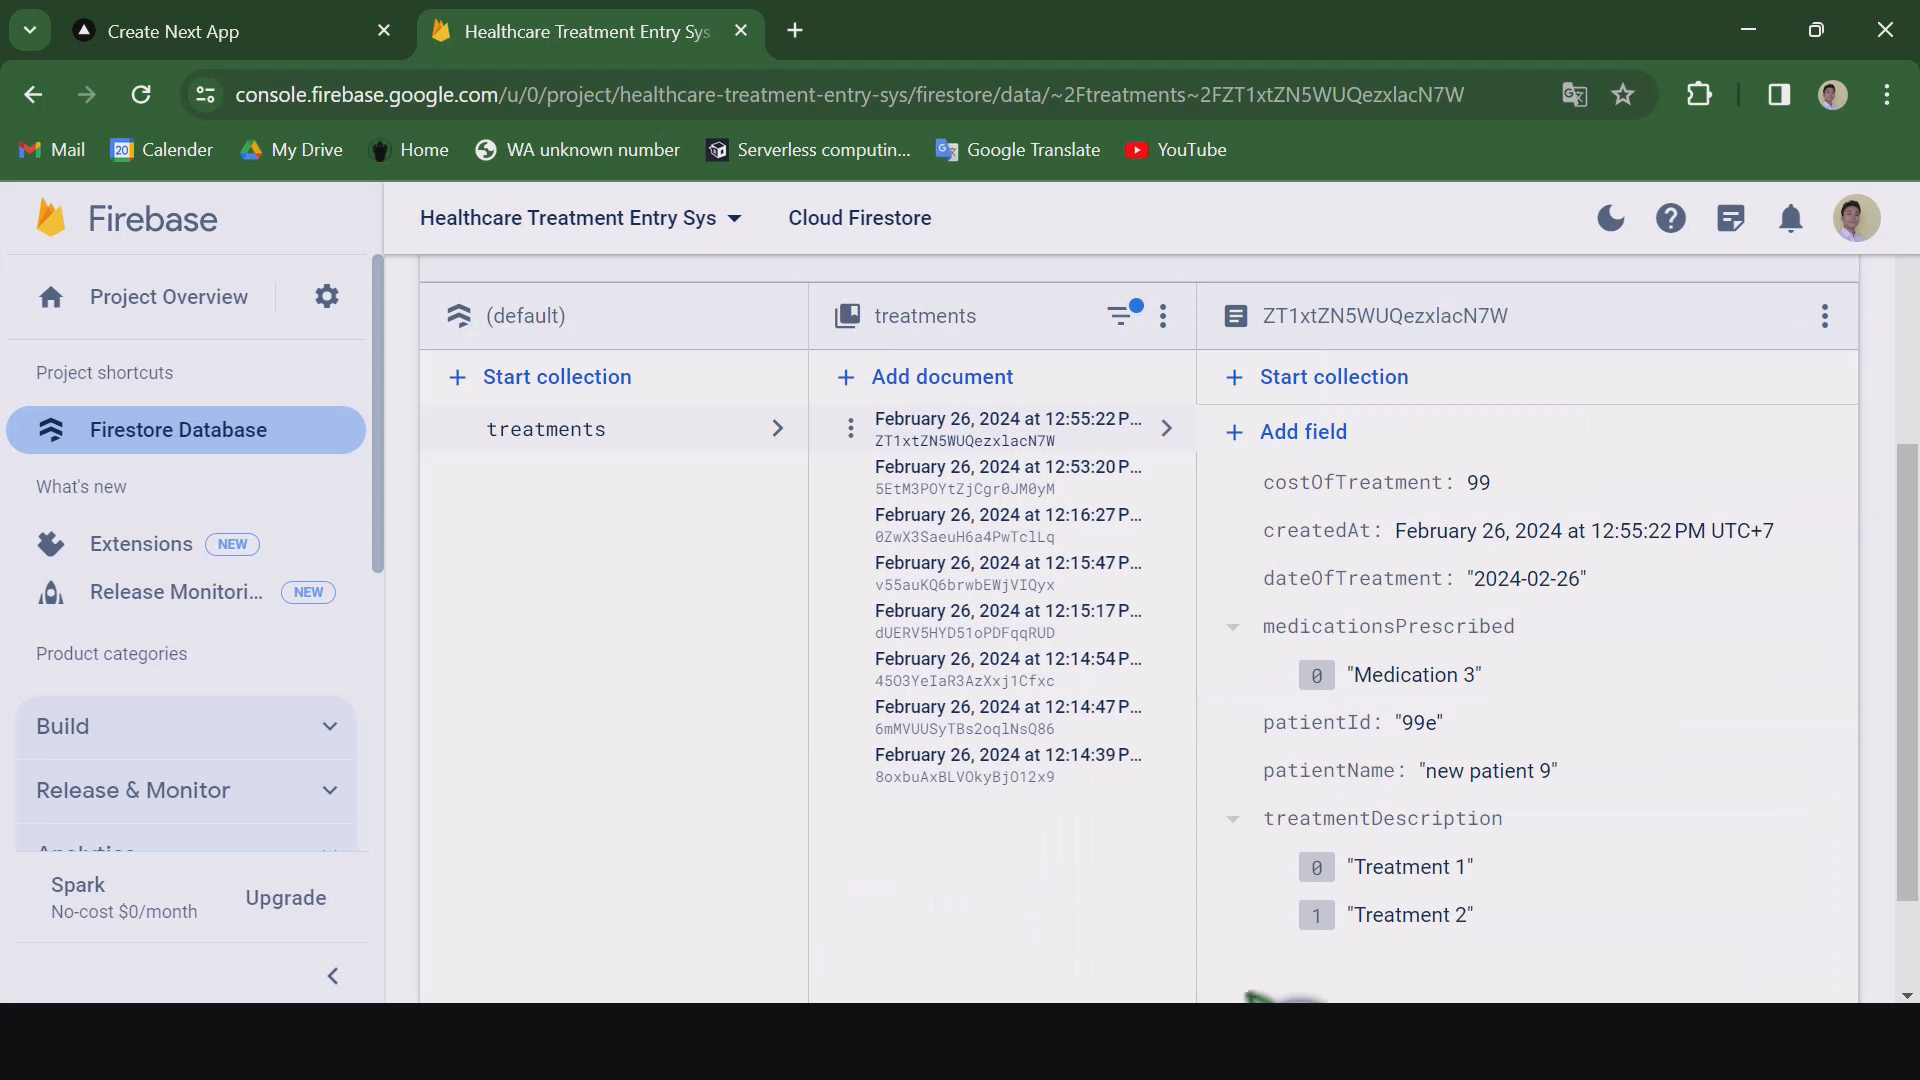 Create Next App
Healthcare Treatment Entry Sys
console.firebase.google.com/u/0/project/healthcare-treatment-entry-sys/firestore/data/~2Ftreatments~2FZT1xtZN5WUQezxlacN7W
Mail
20
Calender
My Drive
Home
WA unknown number
Serverless computin...
Google Translate
YouTube
Firebase
Healthcare Treatment Entry Sys
Cloud Firestore
Project Overview
Project shortcuts
Firestore Database
What's new
Extensions NEW
Release Monitori... NEW
Product categories
Build
Release & Monitor
Analytics
Spark
No-cost $0/month
Upgrade
(default)
Start collection
treatments
treatments
Add document
February 26, 2024 at 12:55:22 P...
ZT1xtZN5WUQezxlacN7W
February 26, 2024 at 12:53:20 P...
5EtM3POYtZjCgr0JM0yM
February 26, 2024 at 12:16:27 P...
0ZwX3SaeuH6a4PwTclLq
February 26, 2024 at 12:15:47 P...
v55auKQ6brwbEWjVIQyx
February 26, 2024 at 12:15:17 P...
dUERV5HYD51oPDFqqRUD
February 26, 2024 at 12:14:54 P...
45O3YeIaR3AzXxj1Cfxc
February 26, 2024 at 12:14:47 P...
6mMVUUSyTBs2oqlNsQ86
February 26, 2024 at 12:14:39 P...
8oxbuAxBLVOkyBjO12x9
ZT1xtZN5WUQezxlacN7W
Start collection
Add field
costOfTreatment: 99
createdAt: February 26, 2024 at 12:55:22 PM UTC+7
dateOfTreatment: "2024-02-26"
medicationsPrescribed
0 "Medication 3"
patientId: "99e"
patientName: "new patient 9"
treatmentDescription
0 "Treatment 1"
1 "Treatment 2"